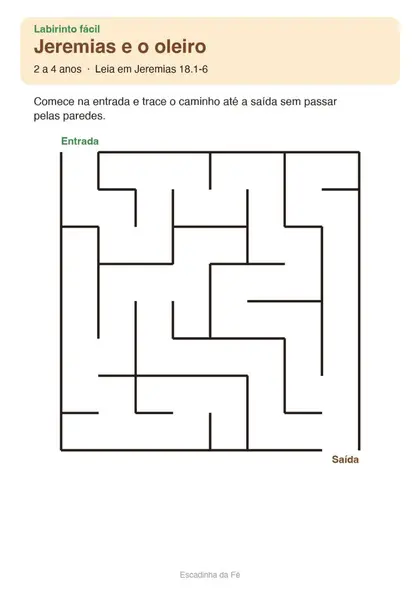 Labirinto fácil
Jeremias e o oleiro
2 a 4 anos · Leia em Jeremias 18.1-6
Comece na entrada e trace o caminho até a saída sem passar
pelas paredes.
Entrada
Saída
Escadinha da Fé